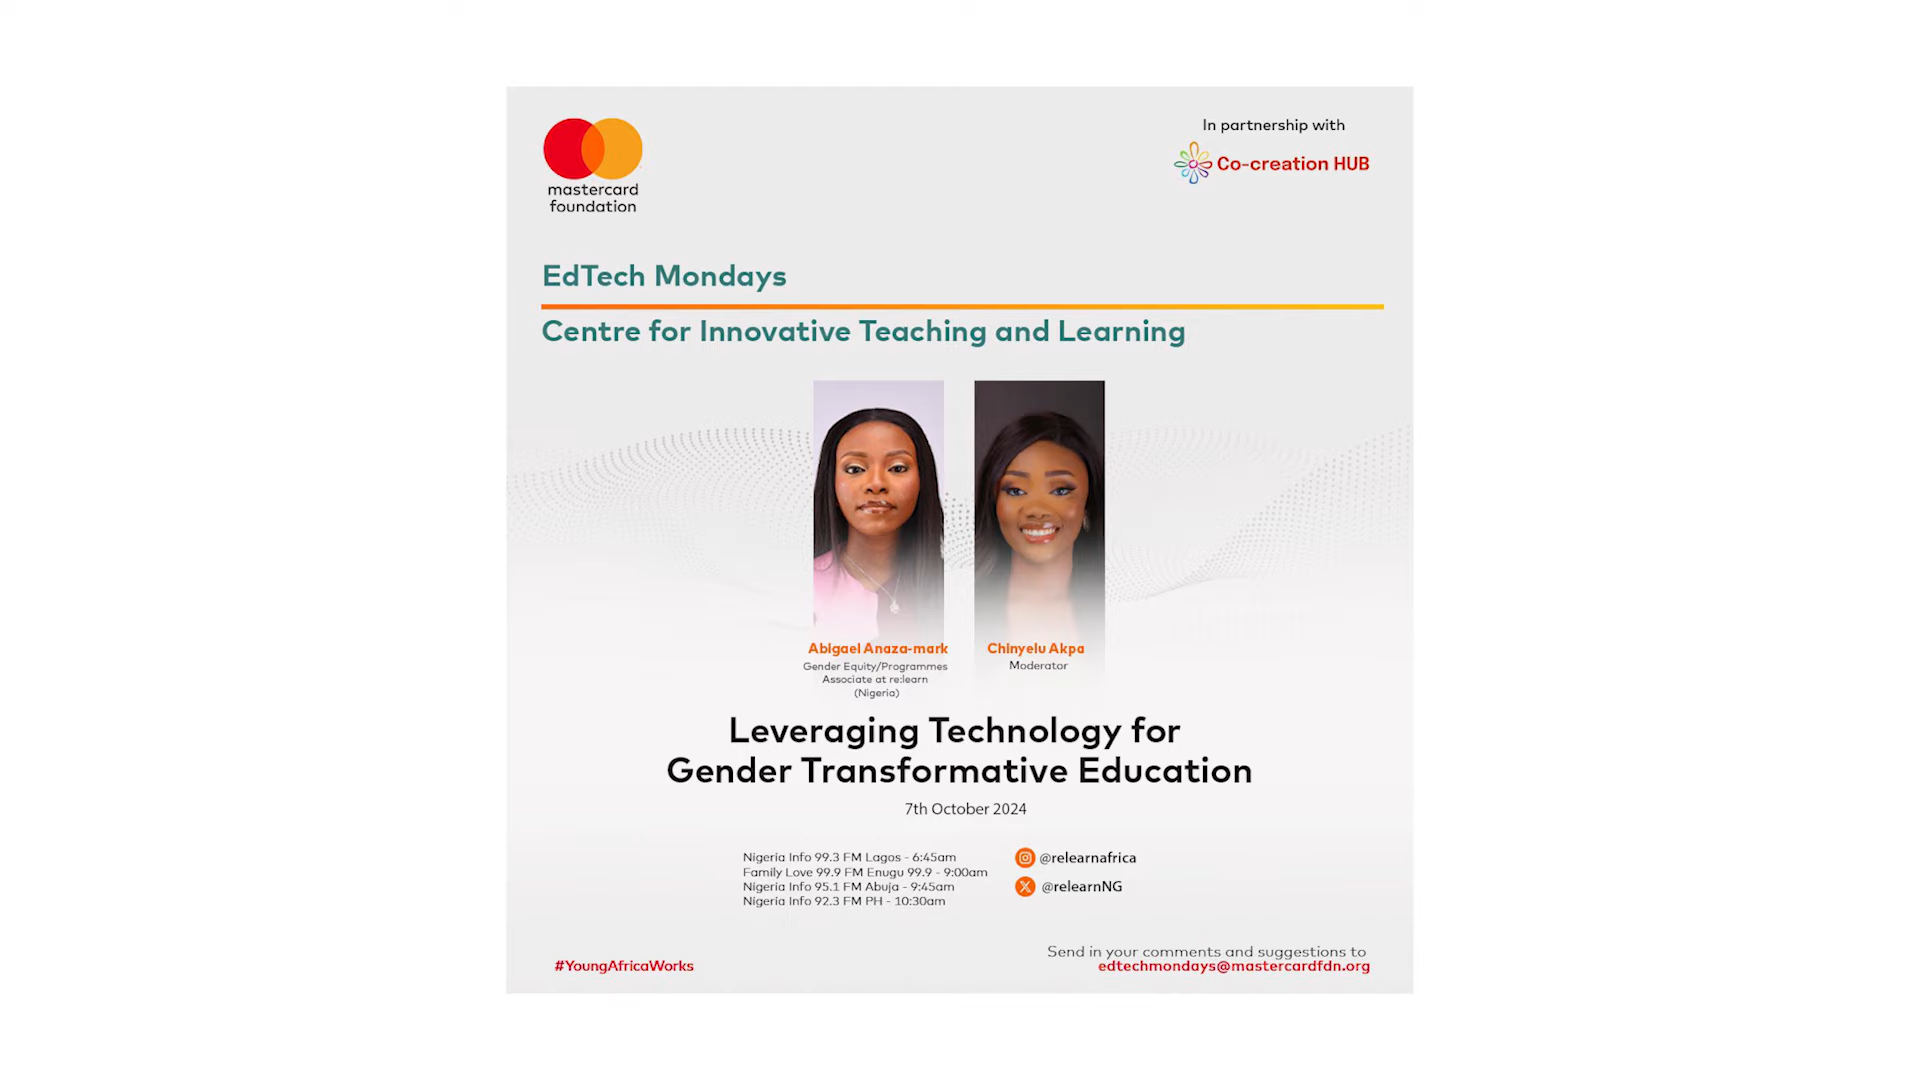 mastercard
foundation
In partnership with
Co-creation HUB
EdTech Mondays
Centre for Innovative Teaching and Learning
Abigael Anaza-mark
Gender Equity/Programmes
Associate at re:learn
(Nigeria)
Chinyelu Akpa
Moderator
Leveraging Technology for
Gender Transformative Education
7th October 2024
Nigeria Info 99.3 FM Lagos - 6:45am
Family Love 99.9 FM Enugu 99.9 - 9:00am
Nigeria Info 95.1 FM Abuja - 9:45am
Nigeria Info 92.3 FM PH - 10:30am
@relearnafrica
@relearnNG
#YoungAfricaWorks
Send in your comments and suggestions to
edtechmondays@mastercardfdn.org